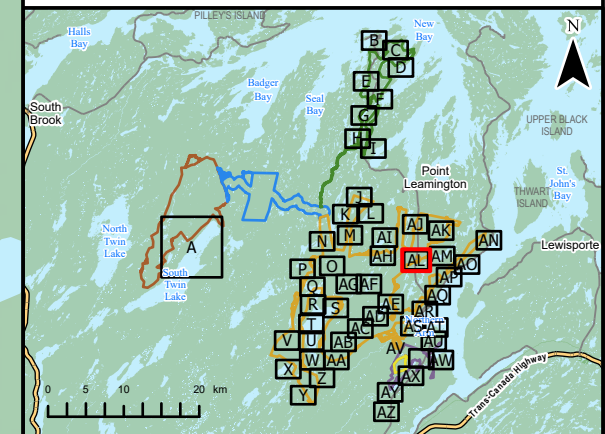 PILLEY'S ISLAND
Halls
Bay
New
Bay
N
B
C
D
Badger
Bay
E
Seal
Bay
F
G
South
Brook
UPPER BLACK
ISLAND
H
I
Point
Leamington
St.
John's
Bay
THWART
ISLAND
J
K
L
AJ
AK
North
Twin
Lake
A
N
M
AI
AN
Lewisporte
AH
AL
AM
AO
P
O
South
Twin
Lake
AP
Q
AG
AF
AQ
R
S
AE
AR
AD
T
AS
AT
AC
V
U
AB
AU
AV
W
AA
AW
X
Z
AX
Trans-Canada Highway
Y
AY
AZ
0 5 10 20 km